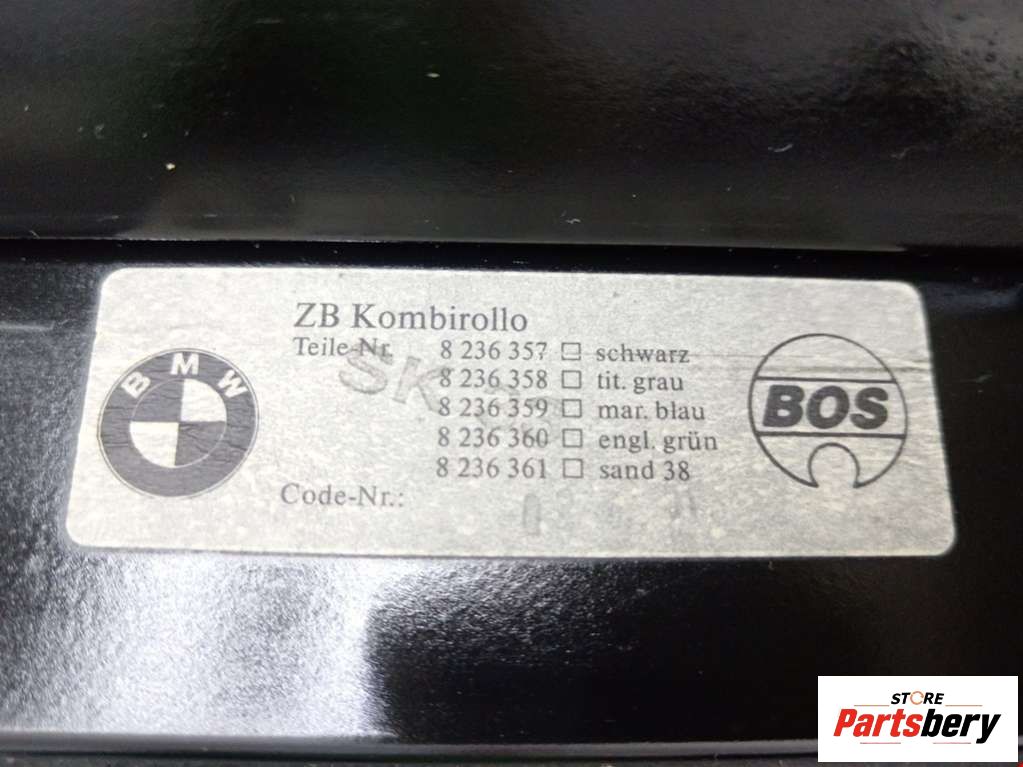 ZB Kombirollo
Teile-Nr. 8 236 357 ☐ schwarz
8 236 358 ☐ tit. grau
8 236 359 ☐ mar. blau
8 236 360 ☐ engl. grün
8 236 361 ☐ sand 38
Code-Nr.:
SK
BMW
BOS
STORE
Partsbery